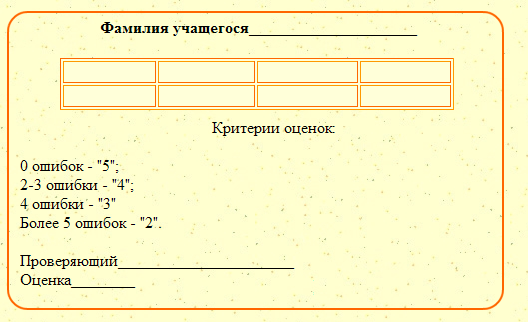 Фамилия учащегося_____________________
Критерии оценок:
0 ошибок - "5";
2-3 ошибки - "4";
4 ошибки - "3"
Более 5 ошибок - "2".
Проверяющий______________________
Оценка________